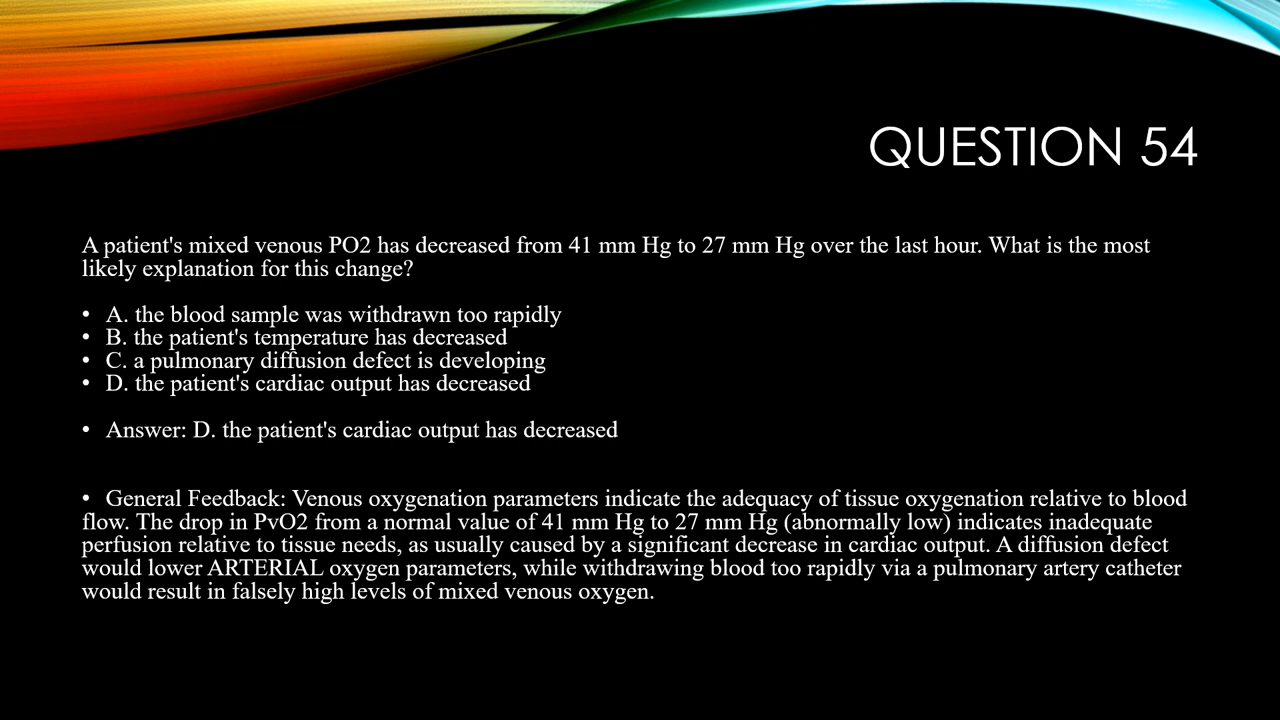 QUESTION 54
A patient's mixed venous PO2 has decreased from 41 mm Hg to 27 mm Hg over the last hour. What is the most
likely explanation for this change?
• A. the blood sample was withdrawn too rapidly
• B. the patient's temperature has decreased
• C. a pulmonary diffusion defect is developing
• D. the patient's cardiac output has decreased
• Answer: D. the patient's cardiac output has decreased
• General Feedback: Venous oxygenation parameters indicate the adequacy of tissue oxygenation relative to blood
flow. The drop in PvO2 from a normal value of 41 mm Hg to 27 mm Hg (abnormally low) indicates inadequate
perfusion relative to tissue needs, as usually caused by a significant decrease in cardiac output. A diffusion defect
would lower ARTERIAL oxygen parameters, while withdrawing blood too rapidly via a pulmonary artery catheter
would result in falsely high levels of mixed venous oxygen.